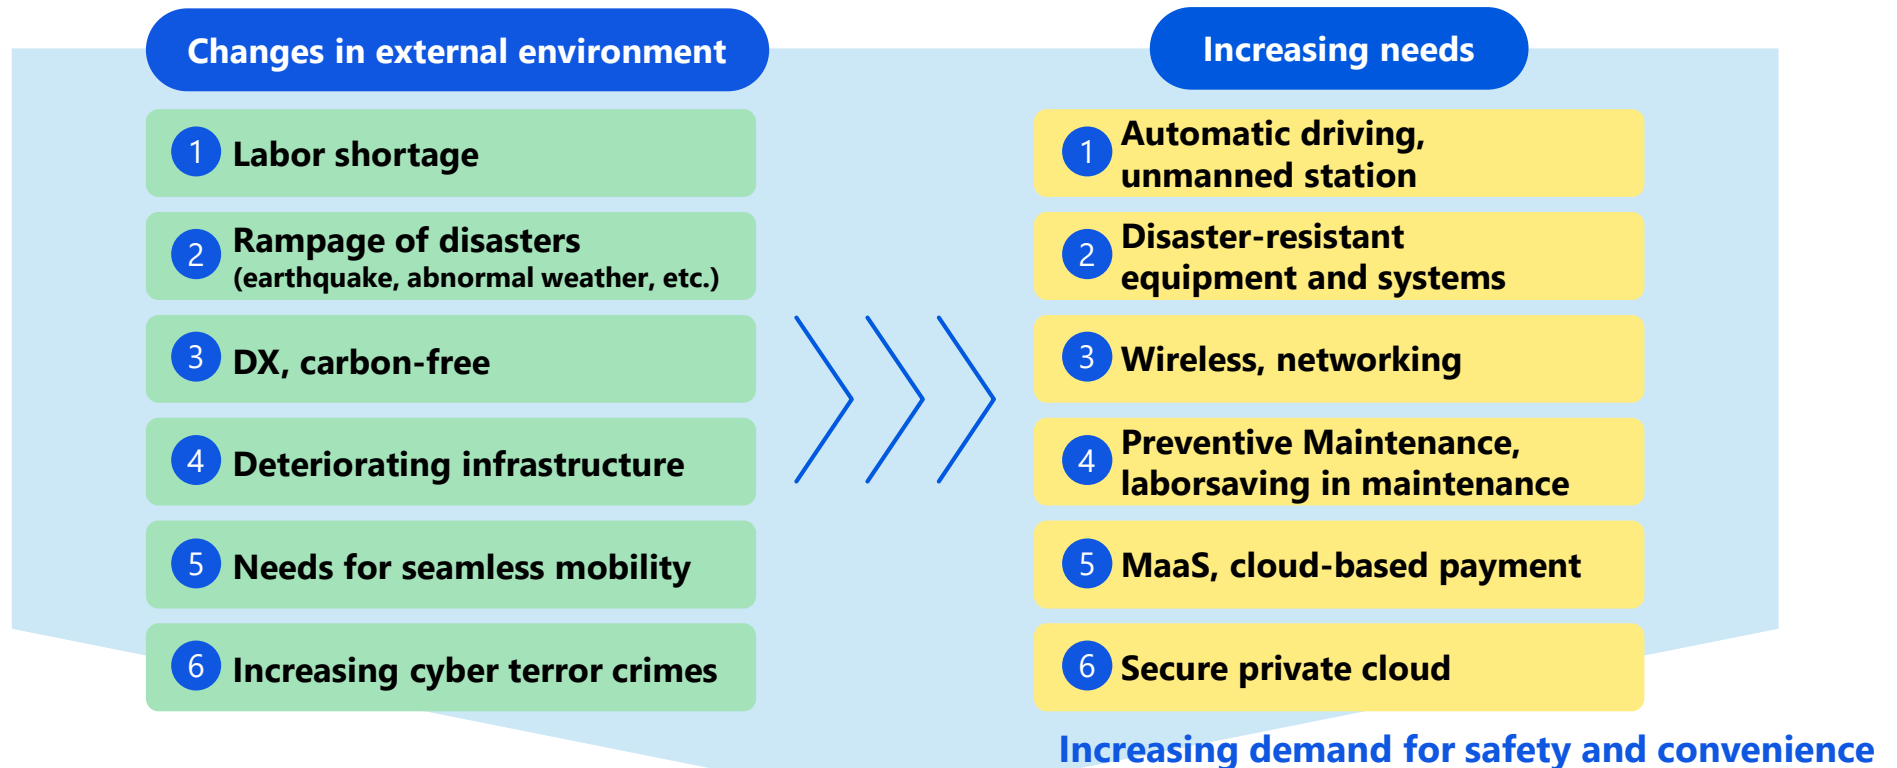 Changes in external environment
1 Labor shortage
2 Rampage of disasters
(earthquake, abnormal weather, etc.)
3 DX, carbon-free
4 Deteriorating infrastructure
5 Needs for seamless mobility
6 Increasing cyber terror crimes
Increasing needs
1 Automatic driving,
unmanned station
2 Disaster-resistant
equipment and systems
3 Wireless, networking
4 Preventive Maintenance,
laborsaving in maintenance
5 MaaS, cloud-based payment
6 Secure private cloud
Increasing demand for safety and convenience